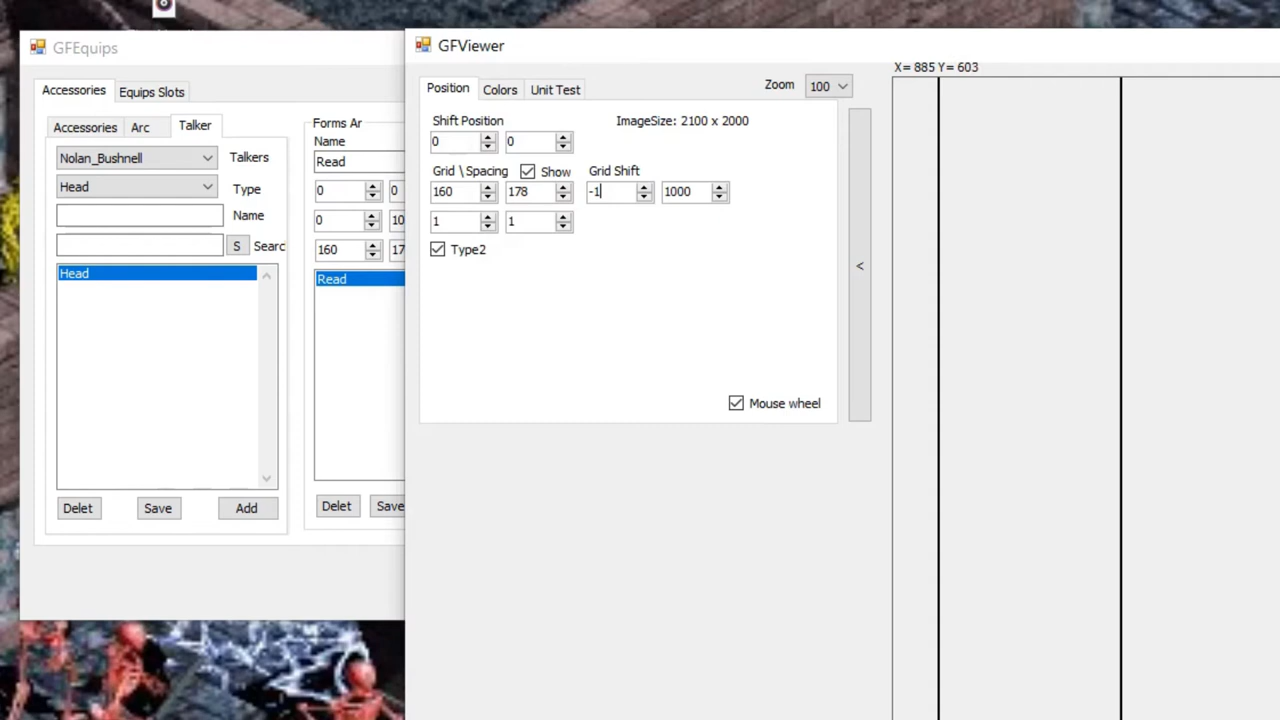 GFEquips
Accessories Equips Slots
Accessories Arc Talker
Nolan_Bushnell Talkers
Head Type
Name
S Searc
Head
Delet Save Add
Forms Ar
Name
Read
0 0
0 10
160 17
Read
Delet Save
GFViewer
Position Colors Unit Test
Zoom 100
Shift Position ImageSize: 2100 x 2000
0 0
Grid \ Spacing Show Grid Shift
160 178 -1 1000
1 1
Type2
<
Mouse wheel
X= 885 Y= 603